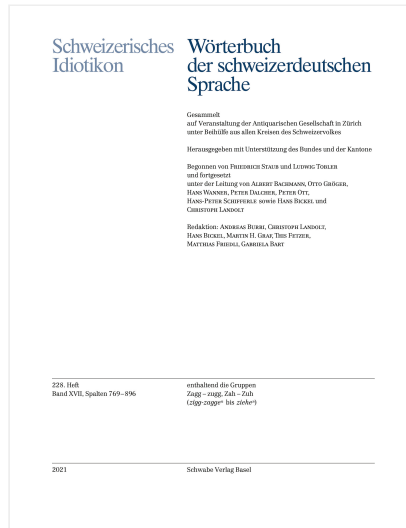 Schweizerisches
Idiotikon
Wörterbuch
der schweizerdeutschen
Sprache
Gesammelt
auf Veranstaltung der Antiquarischen Gesellschaft in Zürich
unter Beihülfe aus allen Kreisen des Schweizervolkes
Herausgegeben mit Unterstützung des Bundes und der Kantone
Begonnen von Friedrich Staub und Ludwig Tobler
und fortgesetzt
unter der Leitung von Albert Bachmann, Otto Gröger,
Hans Wanner, Peter Dalcher, Peter Ott,
Hans-Peter Schifferle sowie Hans Bickel und
Christoph Landolt
Redaktion: Andreas Burri, Christoph Landolt,
Hans Bickel, Martin H. Graf, This Fetzer,
Matthias Friedli, Gabriela Bart
228. Heft
Band XVII, Spalten 769–896
enthaltend die Gruppen
Zagg – zugg, Zah – Zuh
(zigg-zaggeⁿ bis zieheⁿ)
2021
Schwabe Verlag Basel